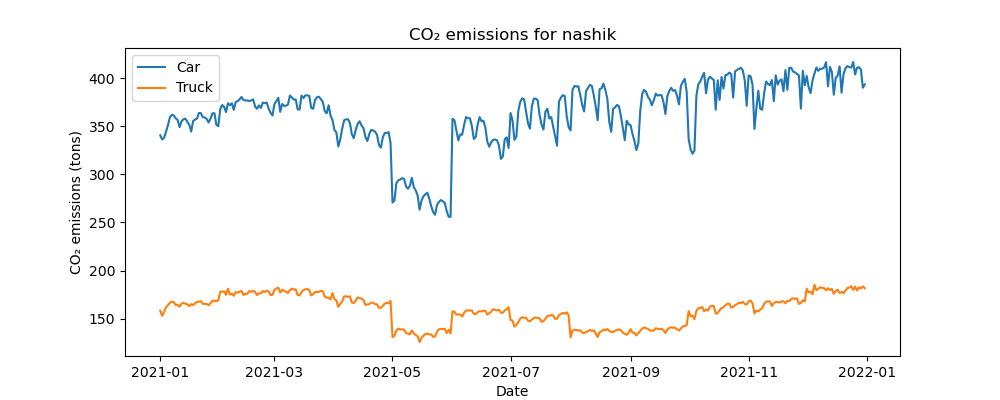 CO₂ emissions for nashik
Car
Truck
CO₂ emissions (tons)
400
350
300
250
200
150
2021-01
2021-03
2021-05
2021-07
2021-09
2021-11
2022-01
Date